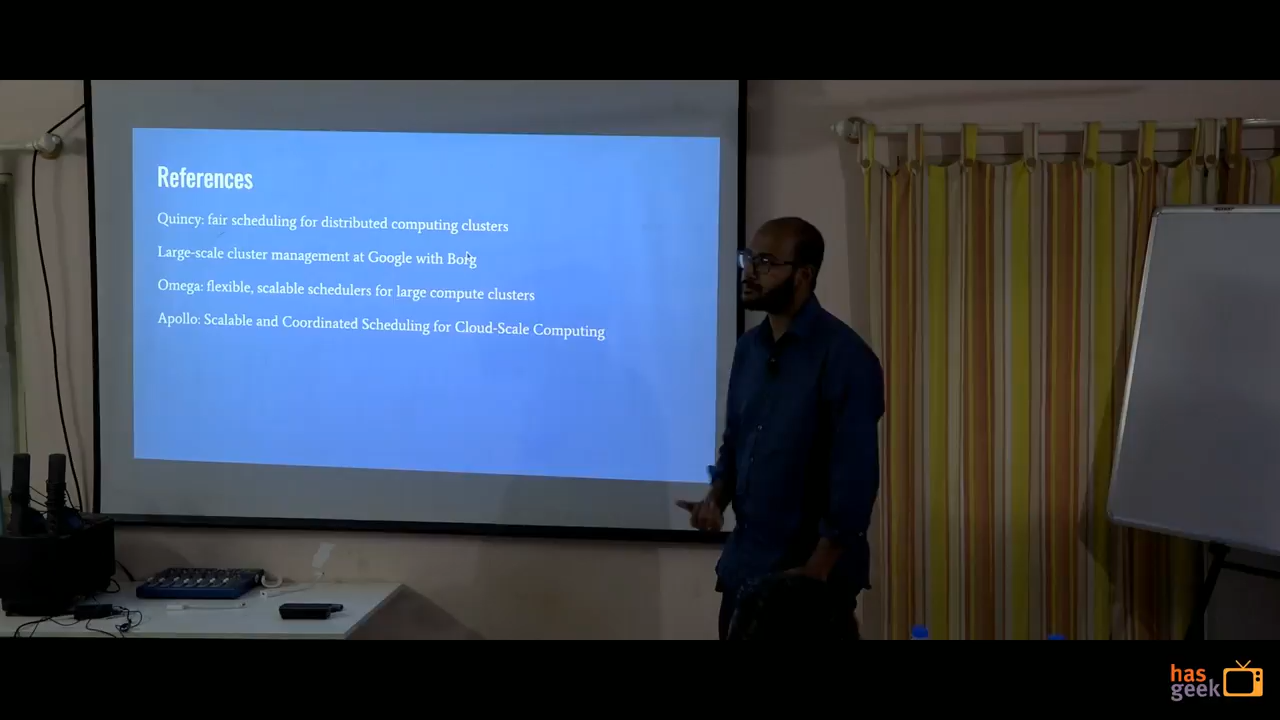 References
Quincy: fair scheduling for distributed computing clusters
Large-scale cluster management at Google with Borg
Omega: flexible, scalable schedulers for large compute clusters
Apollo: Scalable and Coordinated Scheduling for Cloud-Scale Computing
has
geek